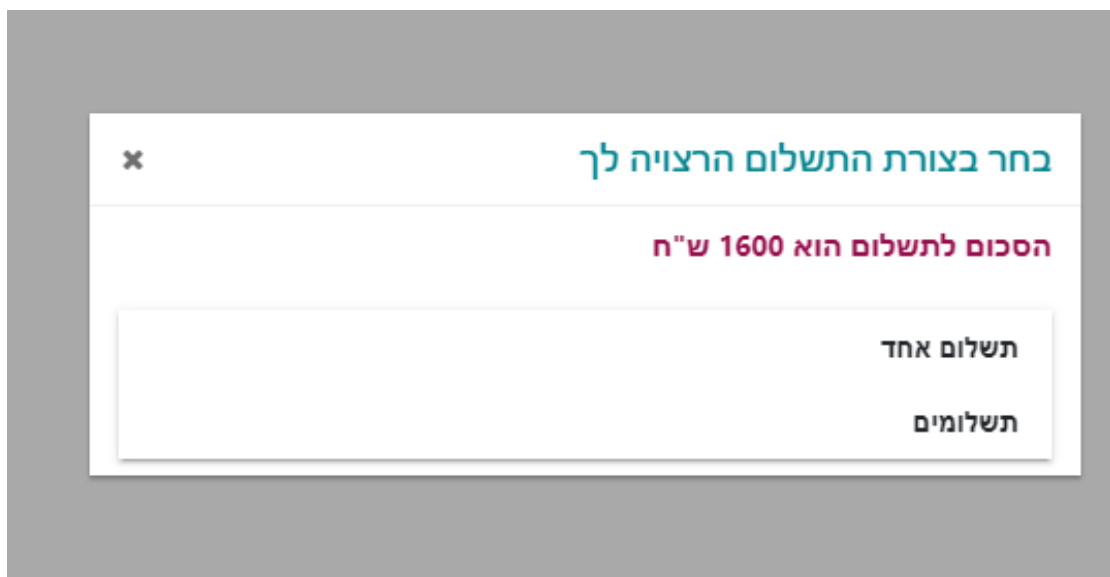 בחר בצורת התשלום הרצויה לך
הסכום לתשלום הוא 1600 ש"ח
תשלום אחד
תשלומים